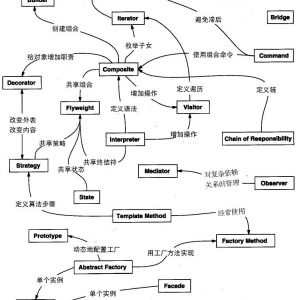 Builder
Iterator
避免滞后
Bridge
创建组合
枚举子女
给对象增加职责
使用组合命令
Command
Composite
Decorator
共享组合
增加操作
定义遍历
定义链
改变外表
改变内容
Flyweight
定义语法
Visitor
共享策略
Interpreter
增加操作
Chain of Responsibility
共享终结符
Strategy
共享状态
Mediator
对复杂依赖
关系的管理
Observer
State
定义算法步骤
Template Method
经常使用
Prototype
动态地配置工厂
Factory Method
用工厂方法实现
Abstract Factory
单个实例
Facade
单个实例